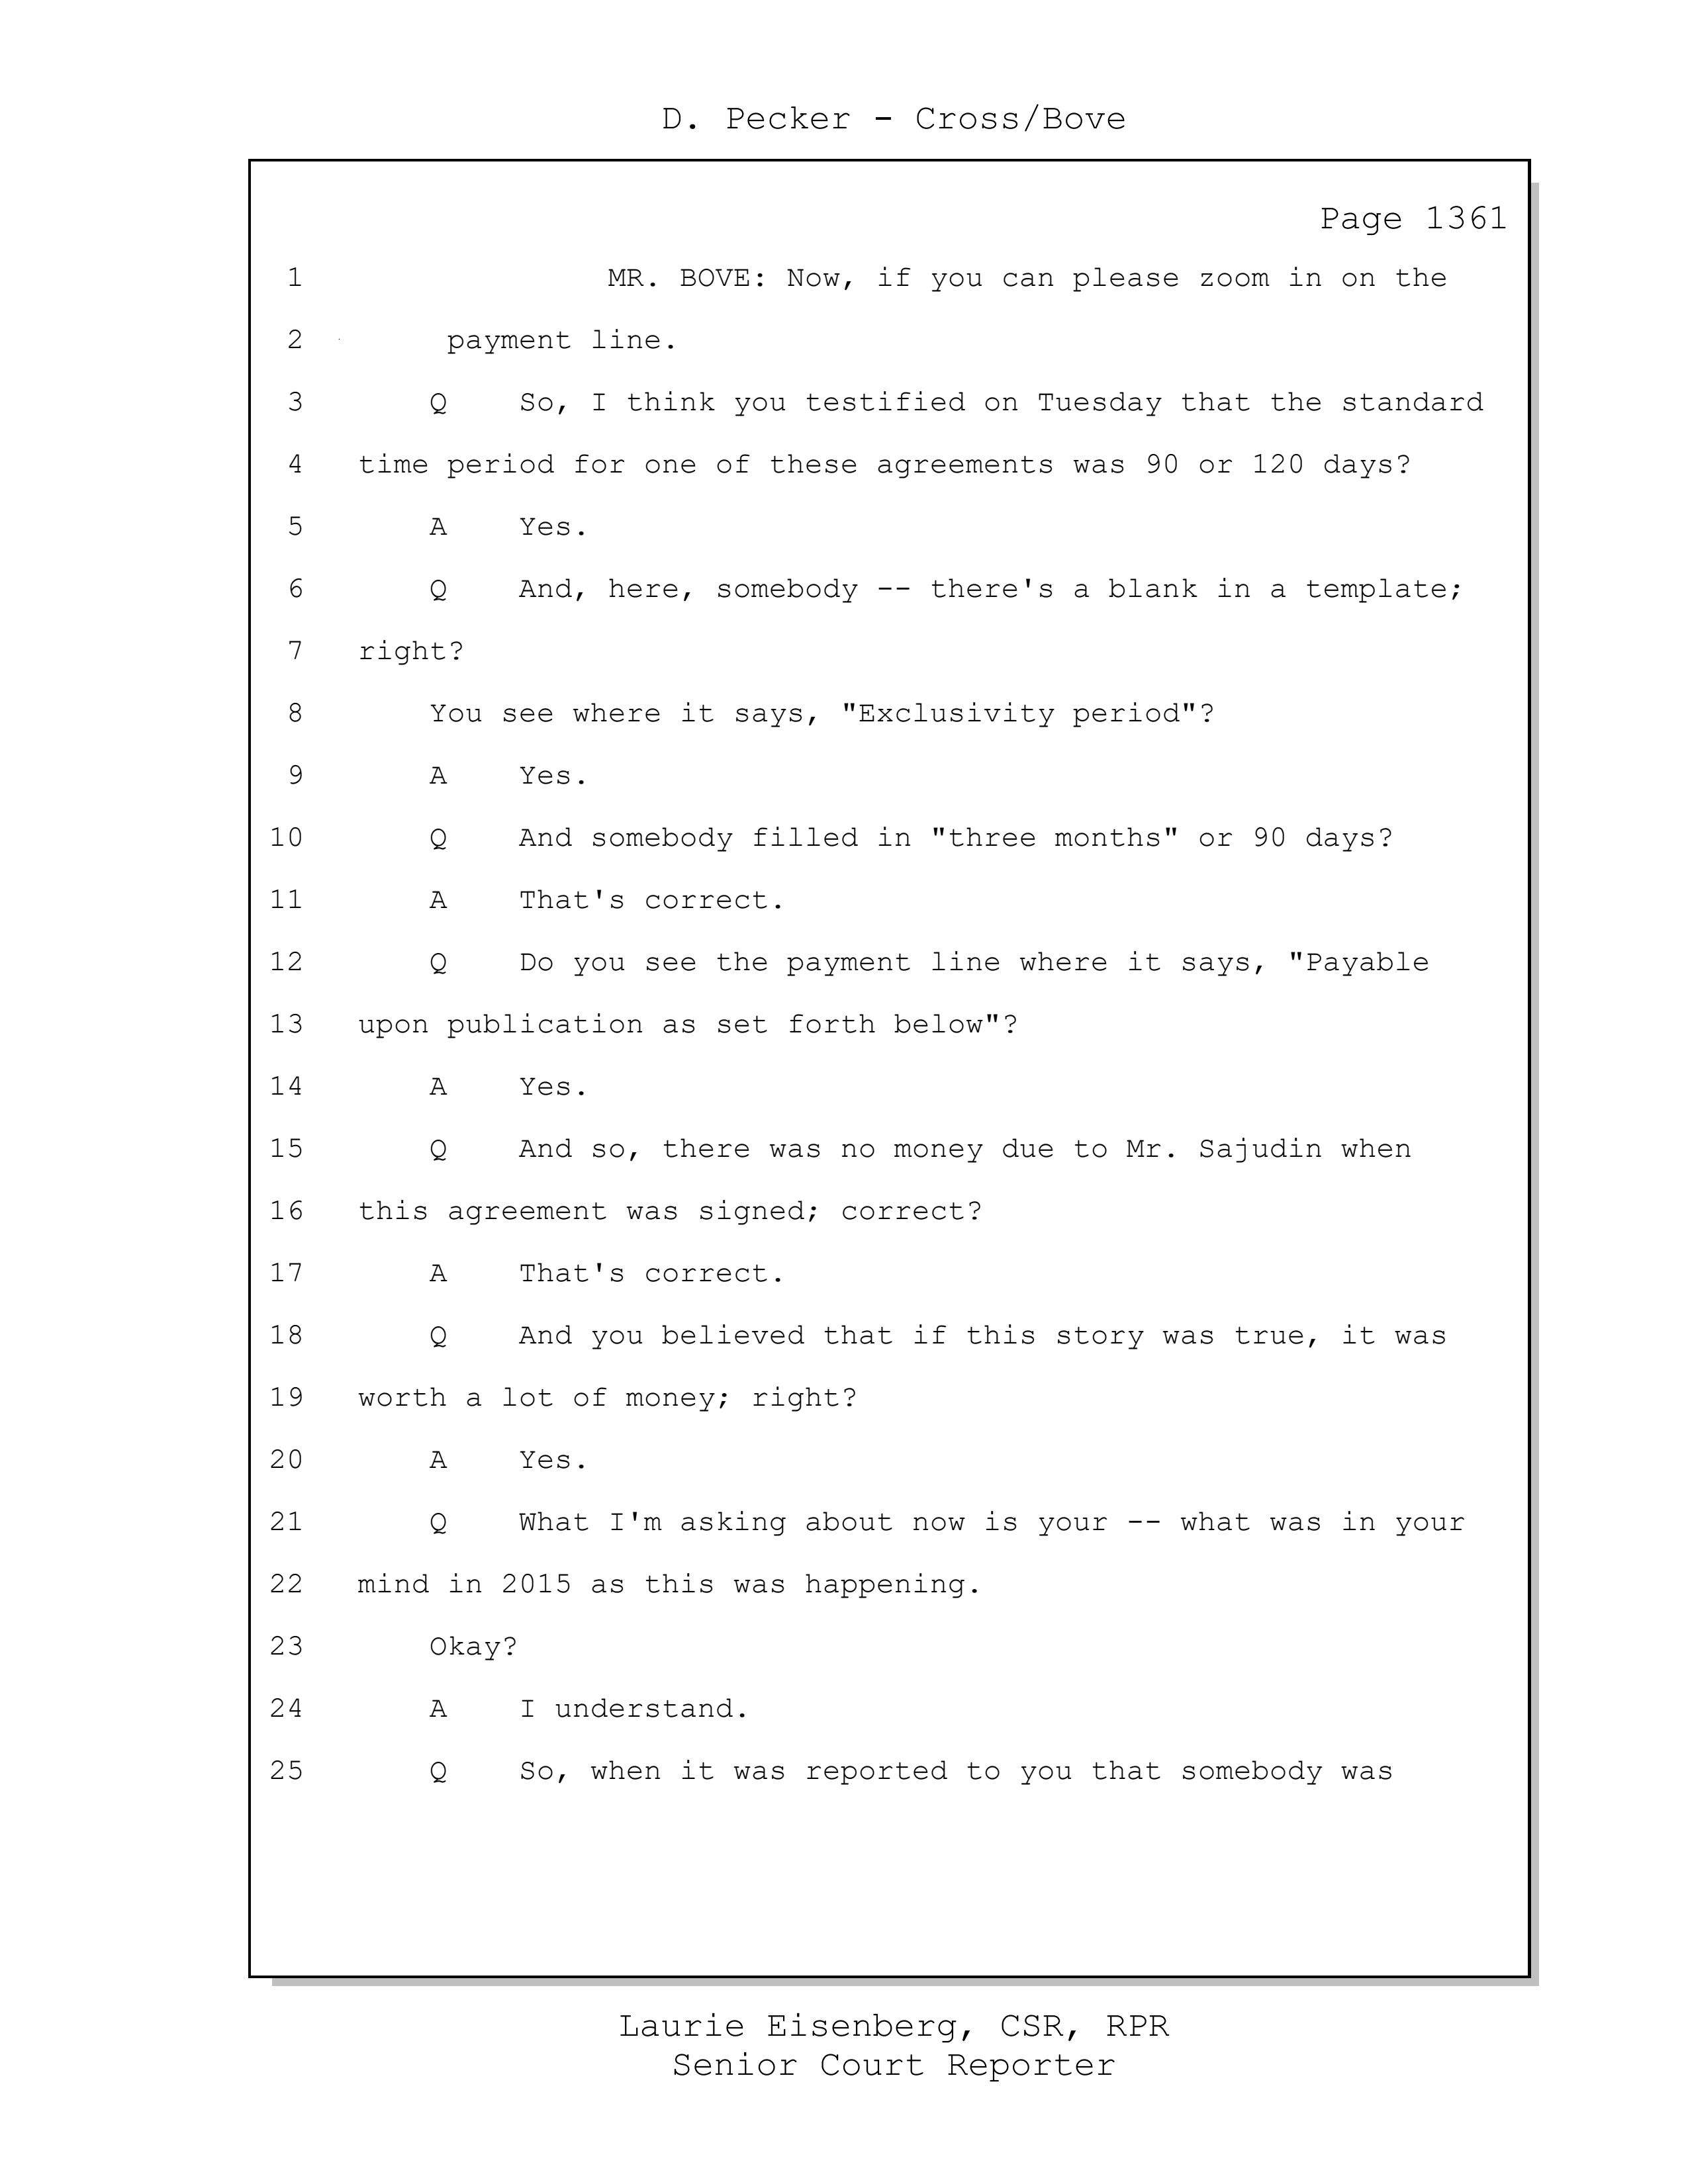 D. Pecker - Cross/Bove
Page 1361
1 MR. BOVE: Now, if you can please zoom in on the
2 payment line.
3 Q So, I think you testified on Tuesday that the standard
4 time period for one of these agreements was 90 or 120 days?
5 A Yes.
6 Q And, here, somebody -- there's a blank in a template;
7 right?
8 You see where it says, "Exclusivity period"?
9 A Yes.
10 Q And somebody filled in "three months" or 90 days?
11 A That's correct.
12 Q Do you see the payment line where it says, "Payable
13 upon publication as set forth below"?
14 A Yes.
15 Q And so, there was no money due to Mr. Sajudin when
16 this agreement was signed; correct?
17 A That's correct.
18 Q And you believed that if this story was true, it was
19 worth a lot of money; right?
20 A Yes.
21 Q What I'm asking about now is your -- what was in your
22 mind in 2015 as this was happening.
23 Okay?
24 A I understand.
25 Q So, when it was reported to you that somebody was
Laurie Eisenberg, CSR, RPR
Senior Court Reporter